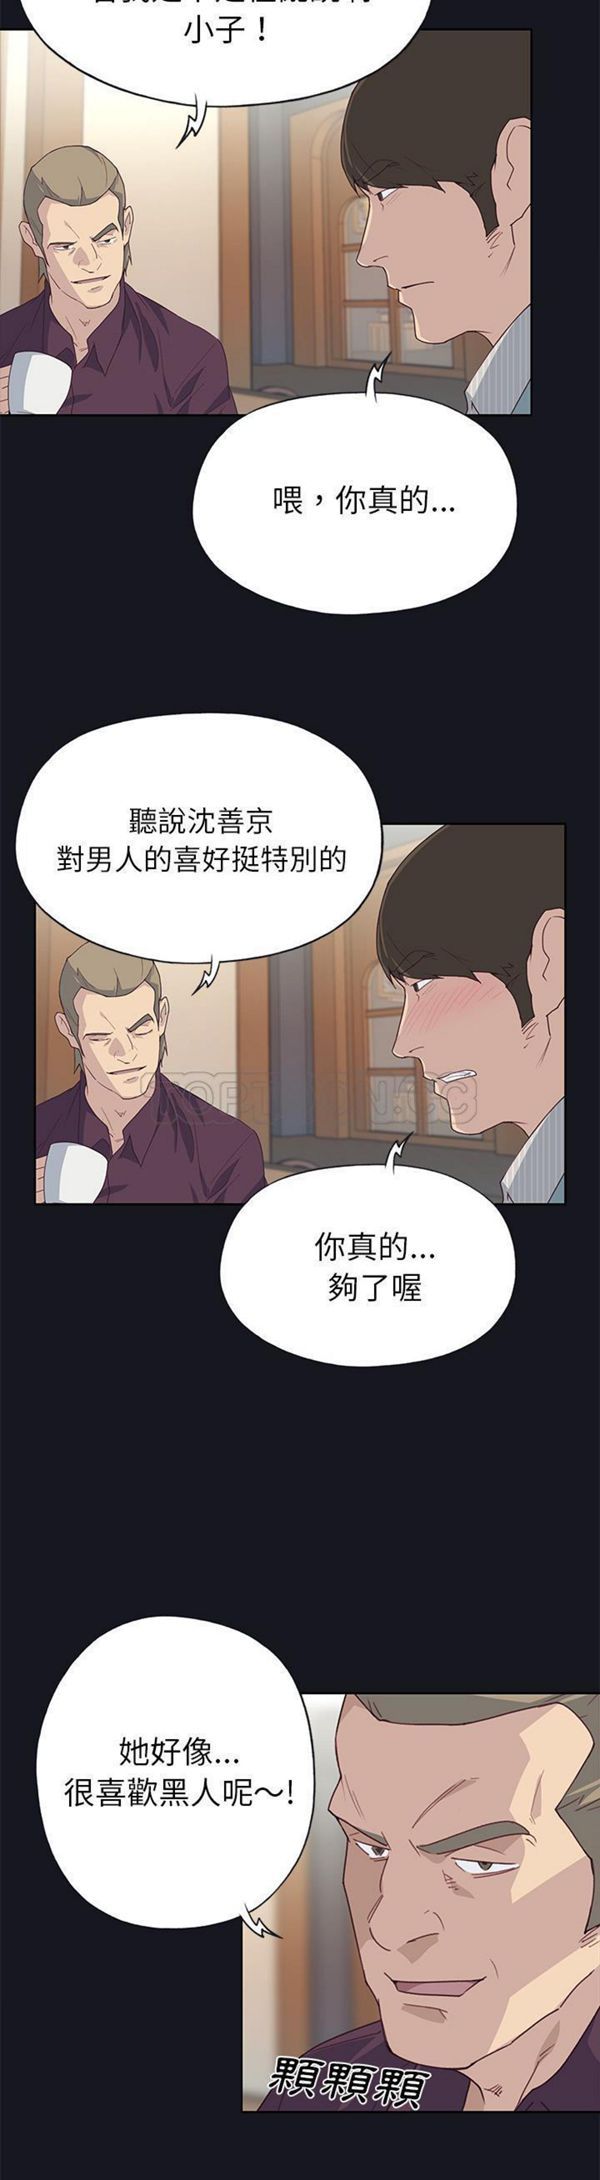 小子！
喂，你真的…
聽說沈善京
對男人的喜好挺特別的
TOPTOON.CC
你真的…
夠了喔
她好像…
很喜歡黑人呢～!
顆顆顆